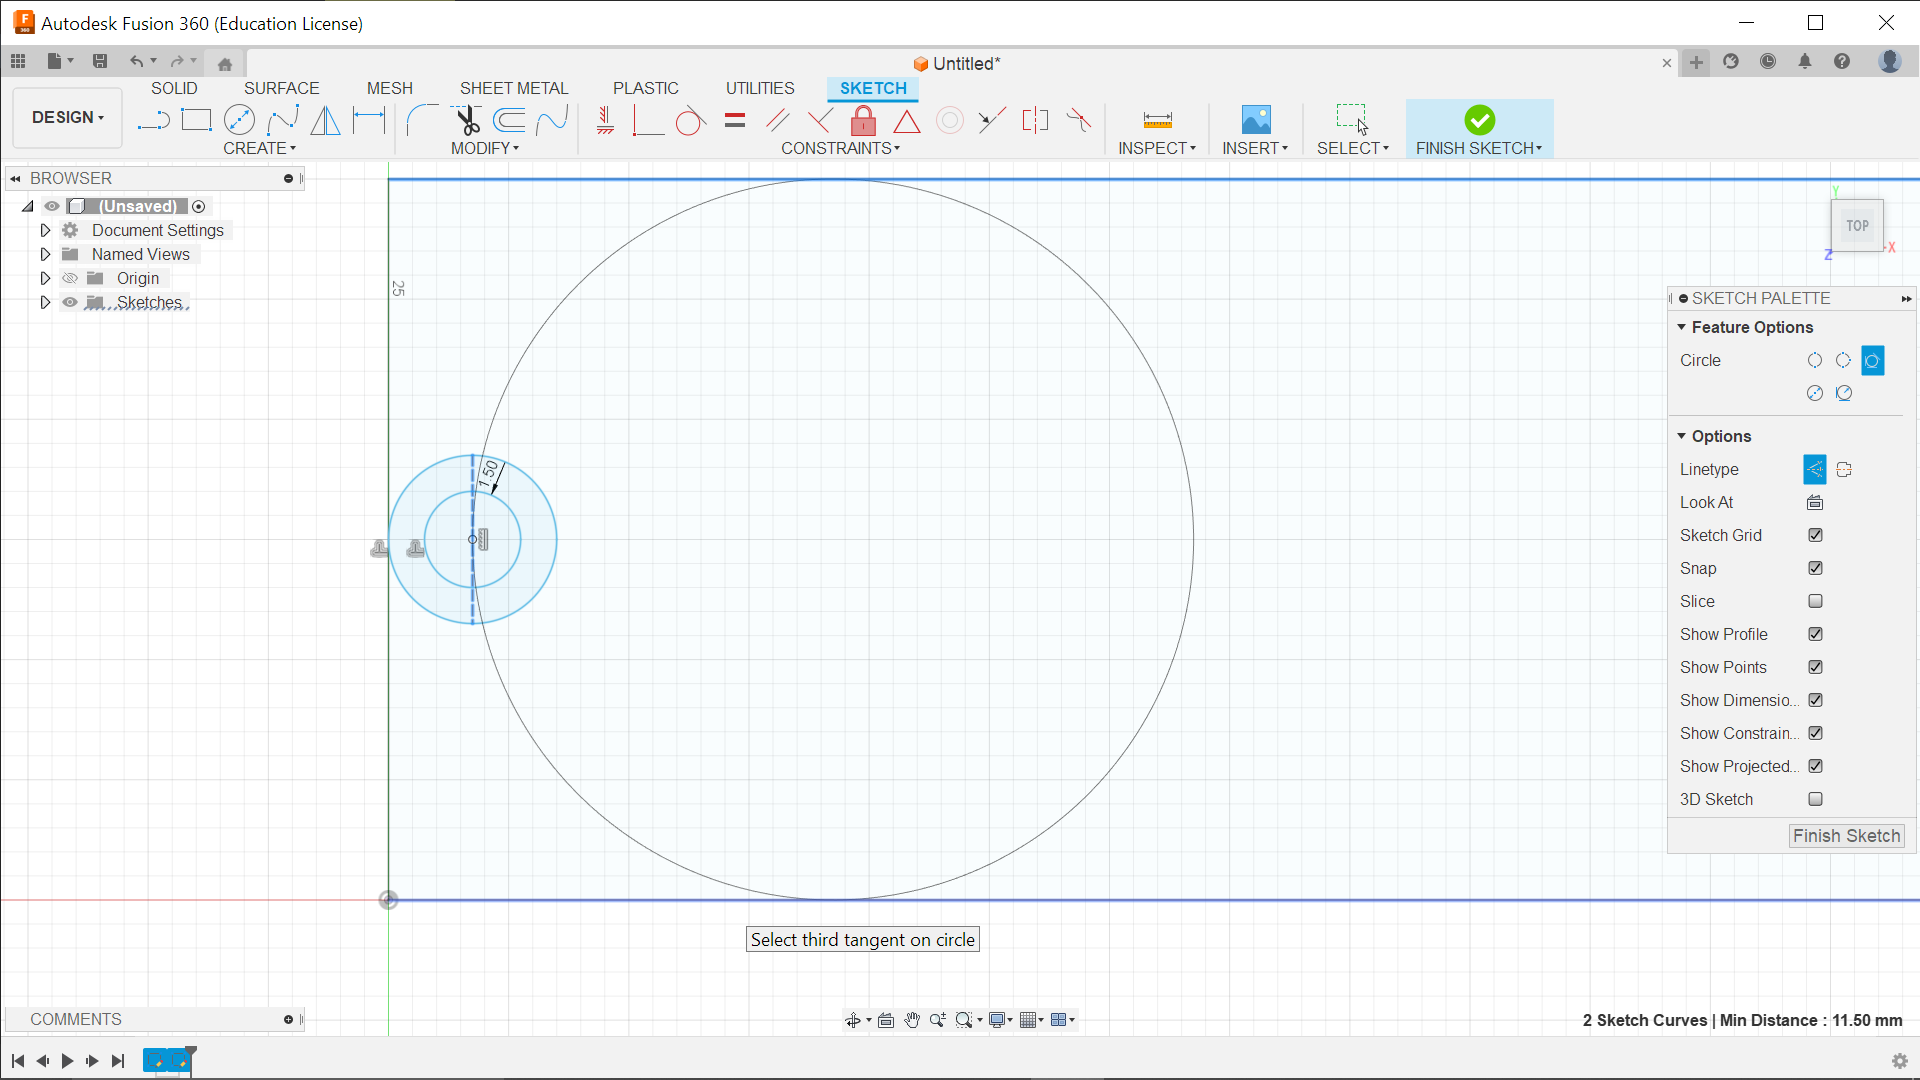 Autodesk Fusion 360 (Education License)
Untitled*
SOLID SURFACE MESH SHEET METAL PLASTIC UTILITIES SKETCH
DESIGN
CREATE MODIFY CONSTRAINTS INSPECT INSERT SELECT FINISH SKETCH
BROWSER
(Unsaved)
Document Settings
Named Views
Origin
Sketches
25
1.50
Y
TOP
X
Z
SKETCH PALETTE
Feature Options
Circle
Options
Linetype
Look At
Sketch Grid
Snap
Slice
Show Profile
Show Points
Show Dimensio...
Show Constrain...
Show Projected...
3D Sketch
Finish Sketch
Select third tangent on circle
COMMENTS
2 Sketch Curves | Min Distance : 11.50 mm